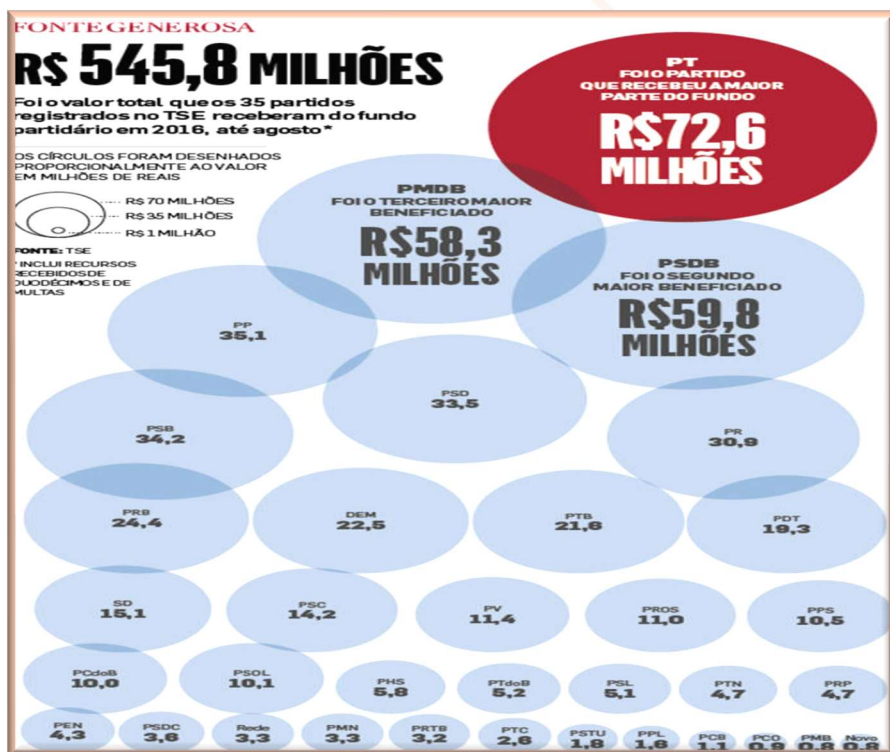 FONTE GENEROSA
R$ 545,8 MILHÕES
Foi o valor total que os 35 partidos
registrados no TSE receberam do fundo
partidário em 2016, até agosto*
OS CÍRCULOS FORAM DESENHADOS
PROPORCIONALMENTE AO VALOR
EM MILHÕES DE REAIS
R$ 70 MILHÕES
R$ 35 MILHÕES
R$ 1 MILHÃO
FONTE: TSE
* INCLUI RECURSOS
RECEBIDOS DE
DUODÉCIMOS E DE
MULTAS
PT
FOI O PARTIDO
QUE RECEBEU A MAIOR
PARTE DO FUNDO
R$72,6
MILHÕES
PMDB
FOI O TERCEIRO MAIOR
BENEFICIADO
R$58,3
MILHÕES
PSDB
FOI O SEGUNDO
MAIOR BENEFICIADO
R$59,8
MILHÕES
PP
35,1
PSD
33,5
PSB
34,2
PR
30,9
PRB
24,4
DEM
22,5
PTB
21,6
PDT
19,3
SD
15,1
PSC
14,2
PV
11,4
PROS
11,0
PPS
10,5
PCdoB
10,0
PSOL
10,1
PHS
5,8
PTdoB
5,2
PSL
5,1
PTN
4,7
PRP
4,7
PEN
4,3
PSDC
3,6
Rede
3,3
PMN
3,3
PRTB
3,2
PTC
2,6
PSTU
1,8
PPL
1,6
PCB
1,1
PCO
0,9
PMB
0,8
Novo
0,8